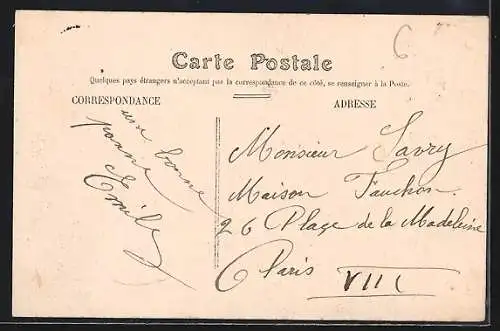 C
Carte Postale
Quelques pays étrangers n'acceptant pas la correspondance de ce côté, se renseigner à la Poste.
CORRESPONDANCE
ADRESSE
une bonne
Emile
Monsieur Savry
Maison Fauchon
26 Place de la Madeleine
Paris VIII